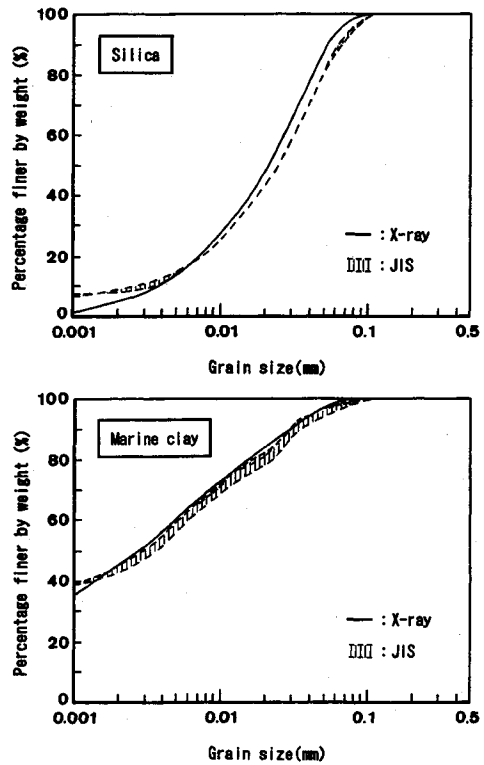 Percentage finer by weight (%)
100
80
60
40
20
0
Silica
— : X-ray
: JIS
0.001
0.01
0.1
0.5
Grain size(mm)
Percentage finer by weight (%)
100
80
60
40
20
0
Marine clay
— : X-ray
: JIS
0.001
0.01
0.1
0.5
Grain size(mm)